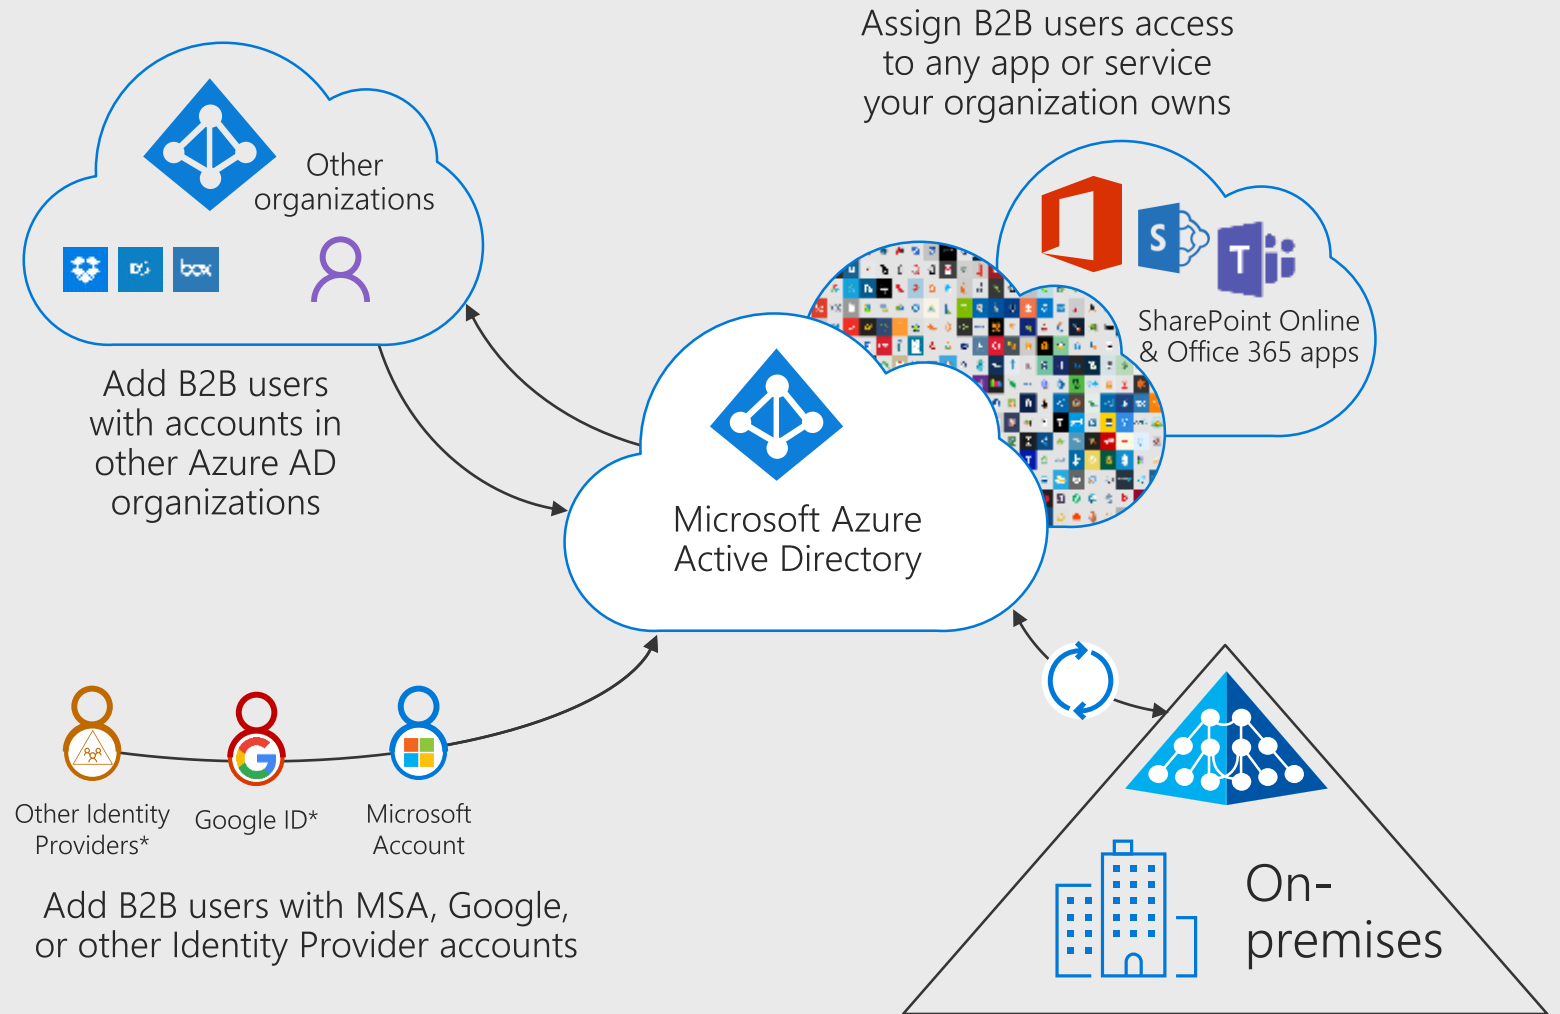 Assign B2B users access
to any app or service
your organization owns
Other
organizations
box
Add B2B users
with accounts in
other Azure AD
organizations
S
T
SharePoint Online
& Office 365 apps
Microsoft Azure
Active Directory
G
Other Identity
Providers*
Google ID*
Microsoft
Account
Add B2B users with MSA, Google,
or other Identity Provider accounts
On-
premises